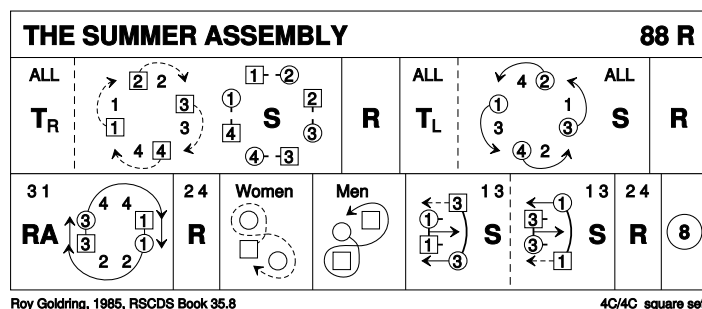 THE SUMMER ASSEMBLY 88 R
ALL ALL ALL
2 2 1 2 4 2
1 3 1 2 1 1
TR S R TL S R
1 3 4 3 3 3
4 4 4 3 4 2
3 1 2 4 Women Men 1 3 1 3 2 4
4 4 3 1
3 1 1 3
RA R S S R 8
3 1 1 3
2 2 3 1
Roy Goldring, 1985, RSCDS Book 35.8 4C/4C square set